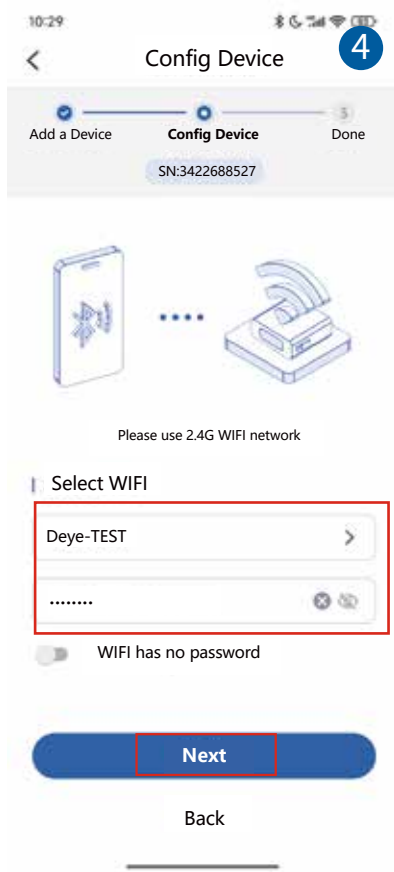 10:29
4
Config Device
3
Add a Device Config Device Done
SN:3422688527
Please use 2.4G WIFI network
Select WIFI
Deye-TEST
........
WIFI has no password
Next
Back